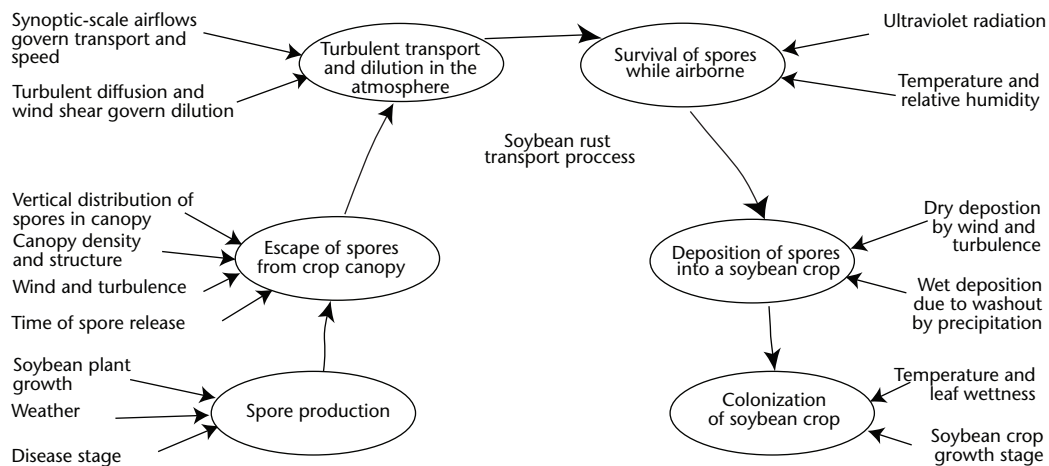 Synoptic-scale airflows
govern transport and
speed
Turbulent diffusion and
wind shear govern dilution
Turbulent transport
and dilution in the
atmosphere
Survival of spores
while airborne
Ultraviolet radiation
Temperature and
relative humidity
Soybean rust
transport proccess
Vertical distribution of
spores in canopy
Canopy density
and structure
Wind and turbulence
Time of spore release
Escape of spores
from crop canopy
Deposition of spores
into a soybean crop
Dry depostion
by wind and
turbulence
Wet deposition
due to washout
by precipitation
Soybean plant
growth
Weather
Disease stage
Spore production
Colonization
of soybean crop
Temperature and
leaf wettness
Soybean crop
growth stage